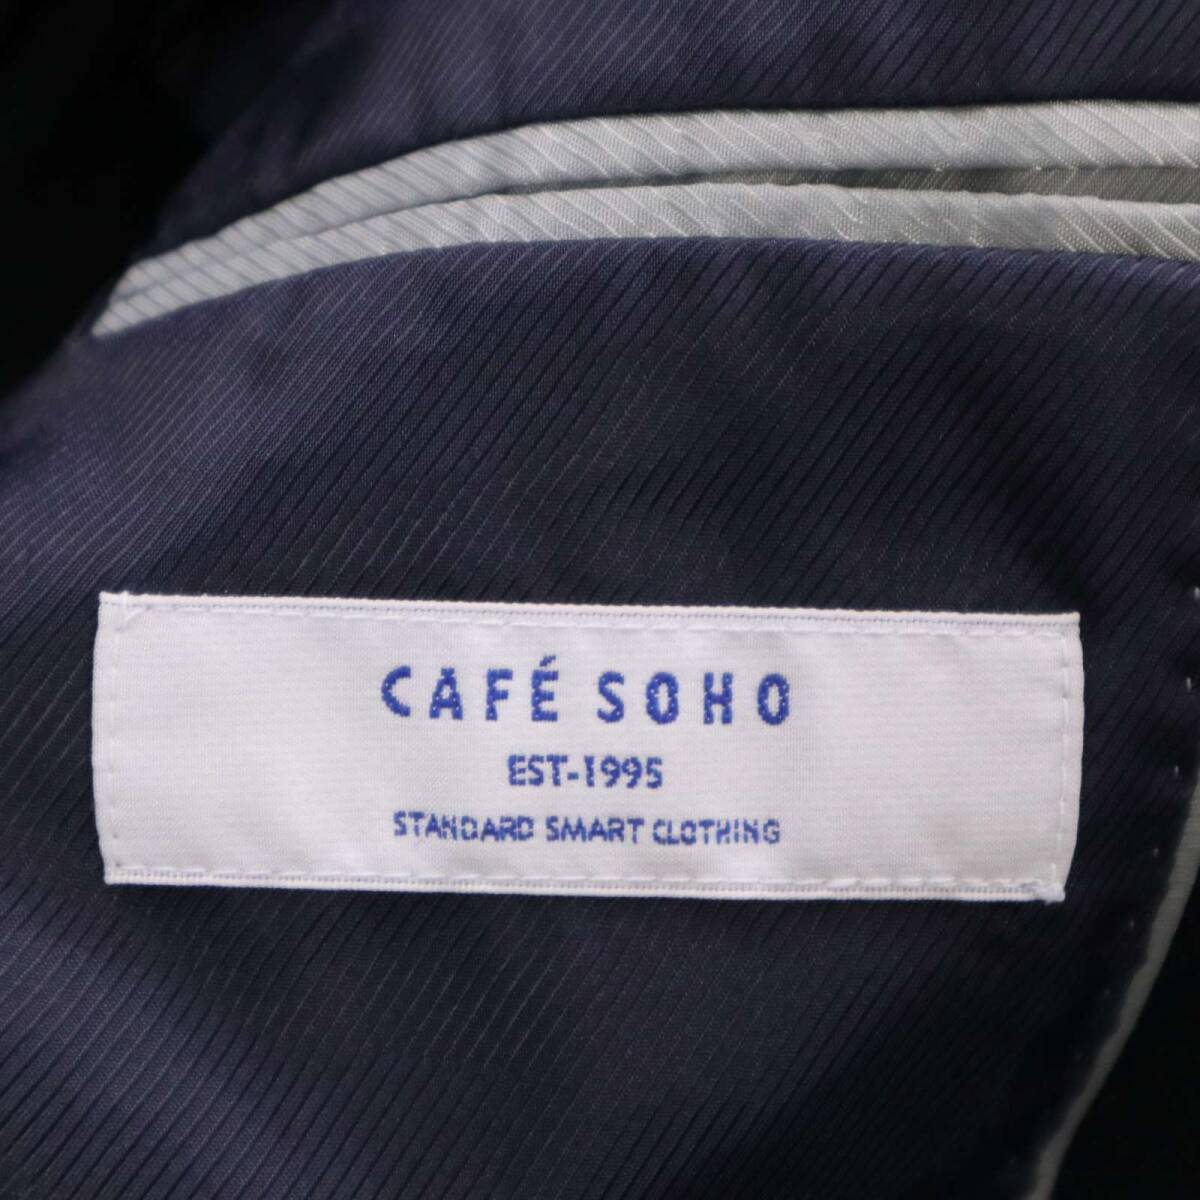 CAFÉ SOHO
EST-1995
STANDARD SMART CLOTHING